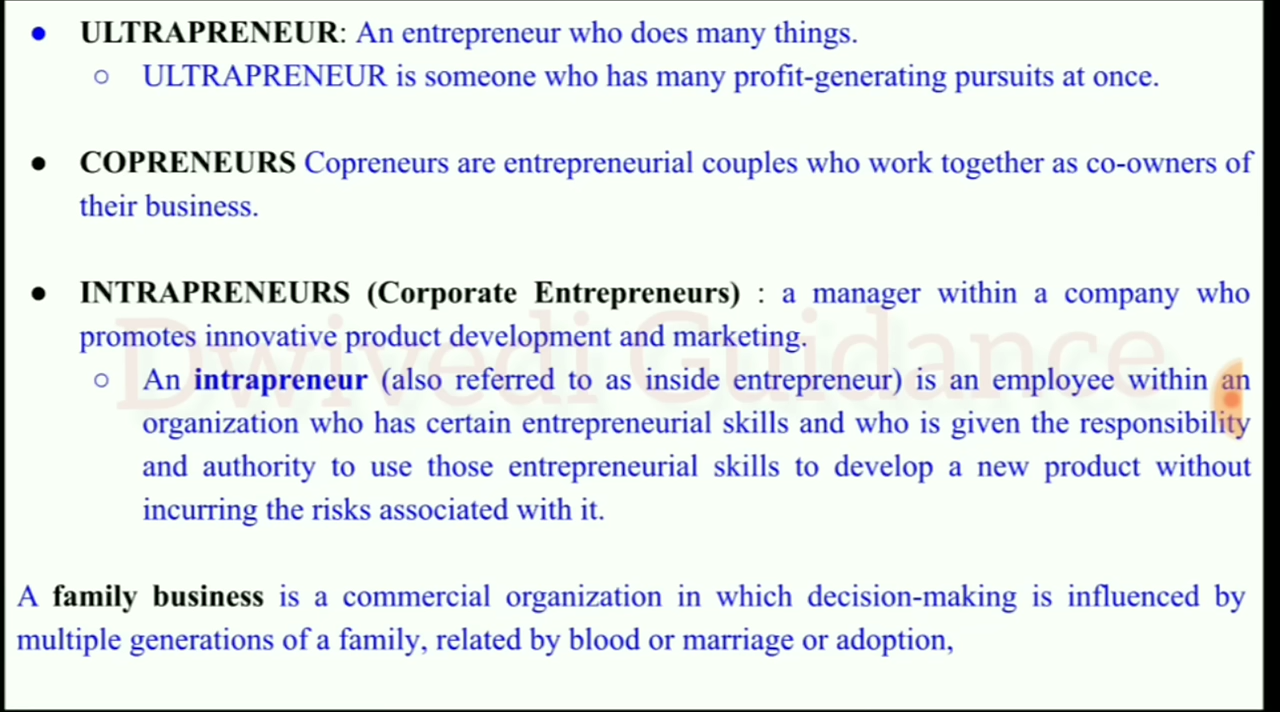 ● ULTRAPRENEUR: An entrepreneur who does many things.
○ ULTRAPRENEUR is someone who has many profit-generating pursuits at once.
● COPRENEURS Copreneurs are entrepreneurial couples who work together as co-owners of
their business.
● INTRAPRENEURS (Corporate Entrepreneurs) : a manager within a company who
promotes innovative product development and marketing.
Dwivedi Guidance
○ An intrapreneur (also referred to as inside entrepreneur) is an employee within an
organization who has certain entrepreneurial skills and who is given the responsibility
and authority to use those entrepreneurial skills to develop a new product without
incurring the risks associated with it.
A family business is a commercial organization in which decision-making is influenced by
multiple generations of a family, related by blood or marriage or adoption,